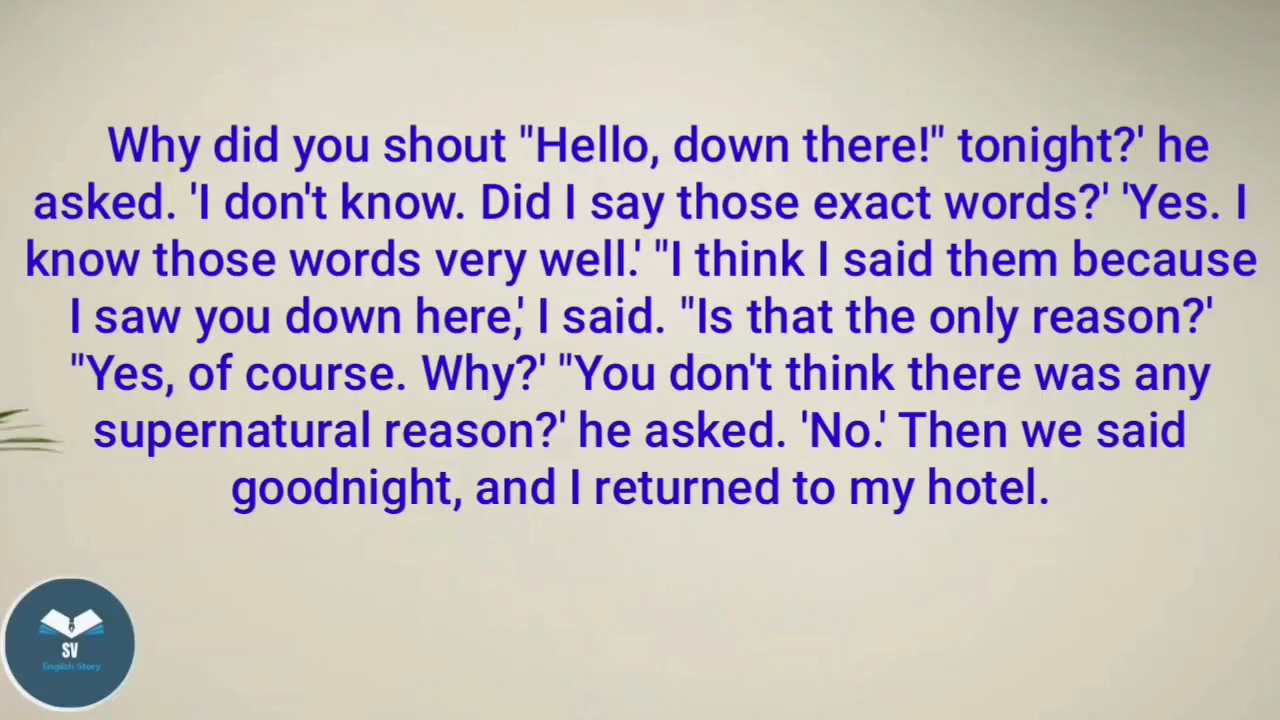 Why did you shout "Hello, down there!" tonight?' he
asked. 'I don't know. Did I say those exact words?' 'Yes. I
know those words very well.' "I think I said them because
I saw you down here,' I said. "Is that the only reason?'
"Yes, of course. Why?' "You don't think there was any
supernatural reason?' he asked. 'No.' Then we said
goodnight, and I returned to my hotel.
SV
English Story